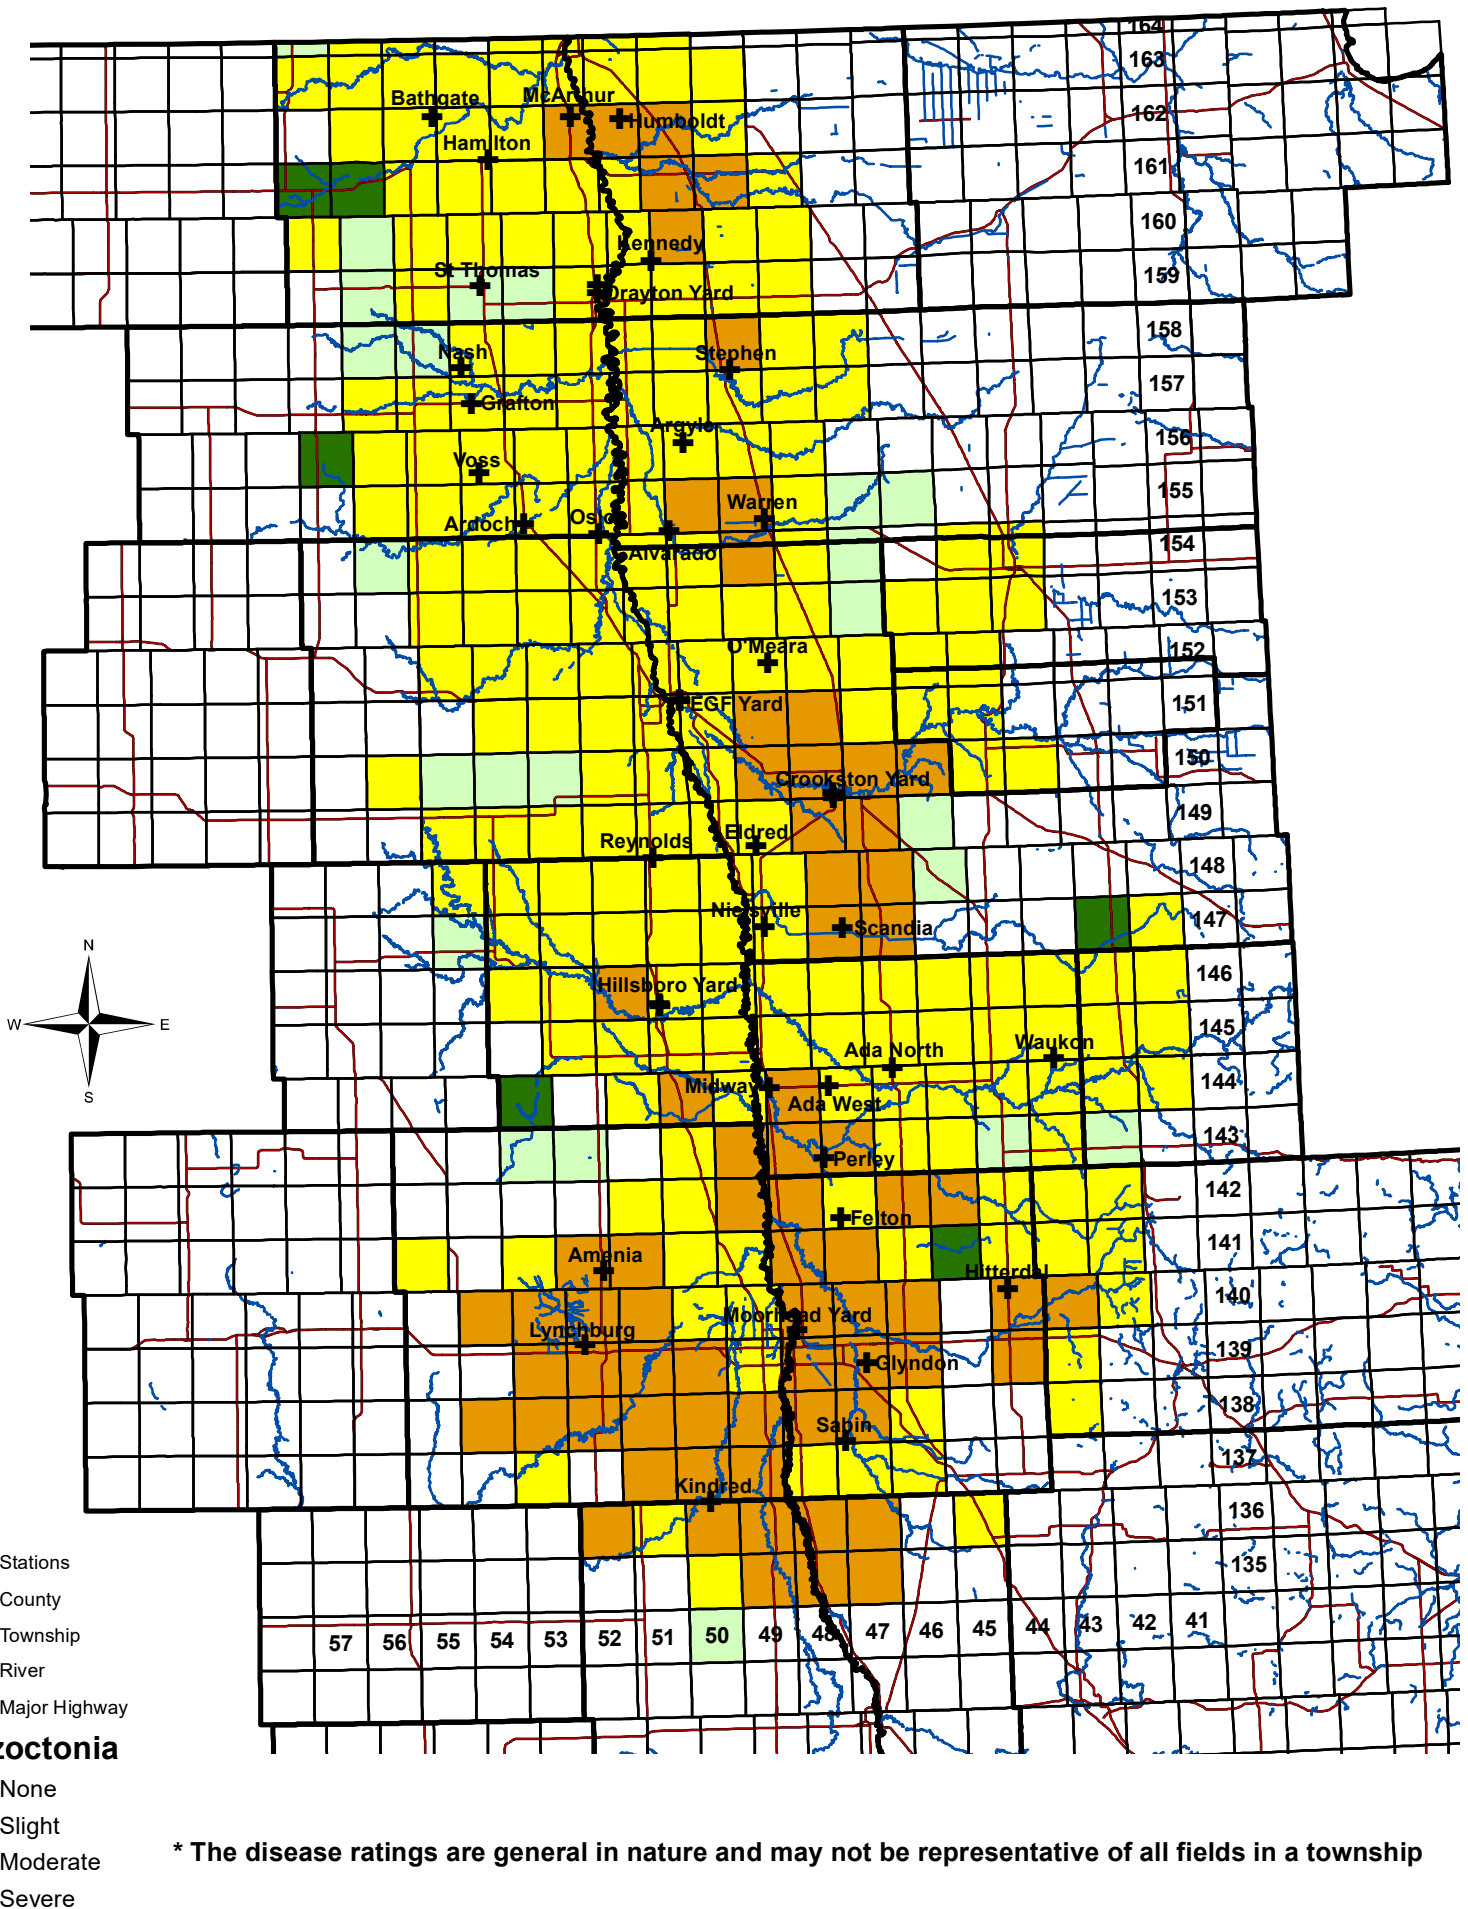 164
163
Bathgate
McArthur
Humboldt
162
Hamilton
161
160
Kennedy
St Thomas
159
Drayton Yard
158
Nash
Stephen
157
Grafton
Argyle
156
Voss
155
Warren
Ardoch
Oslo
154
Alvarado
153
O'Meara
152
EGF Yard
151
150
Crookston Yard
149
Reynolds
Eldred
148
Nielsville
147
Scandia
N
W
E
S
146
Hillsboro Yard
145
Ada North
Waukon
144
Midway
Ada West
143
Perley
142
Felton
141
Amenia
Hitterdal
140
Moorhead Yard
Lynchburg
139
Glyndon
138
Sabin
137
Kindred
136
135
57 56 55 54 53 52 51 50 49 48 47 46 45 44 43 42 41
Stations
County
Township
River
Major Highway
zoctonia
None
Slight
Moderate
Severe
* The disease ratings are general in nature and may not be representative of all fields in a township